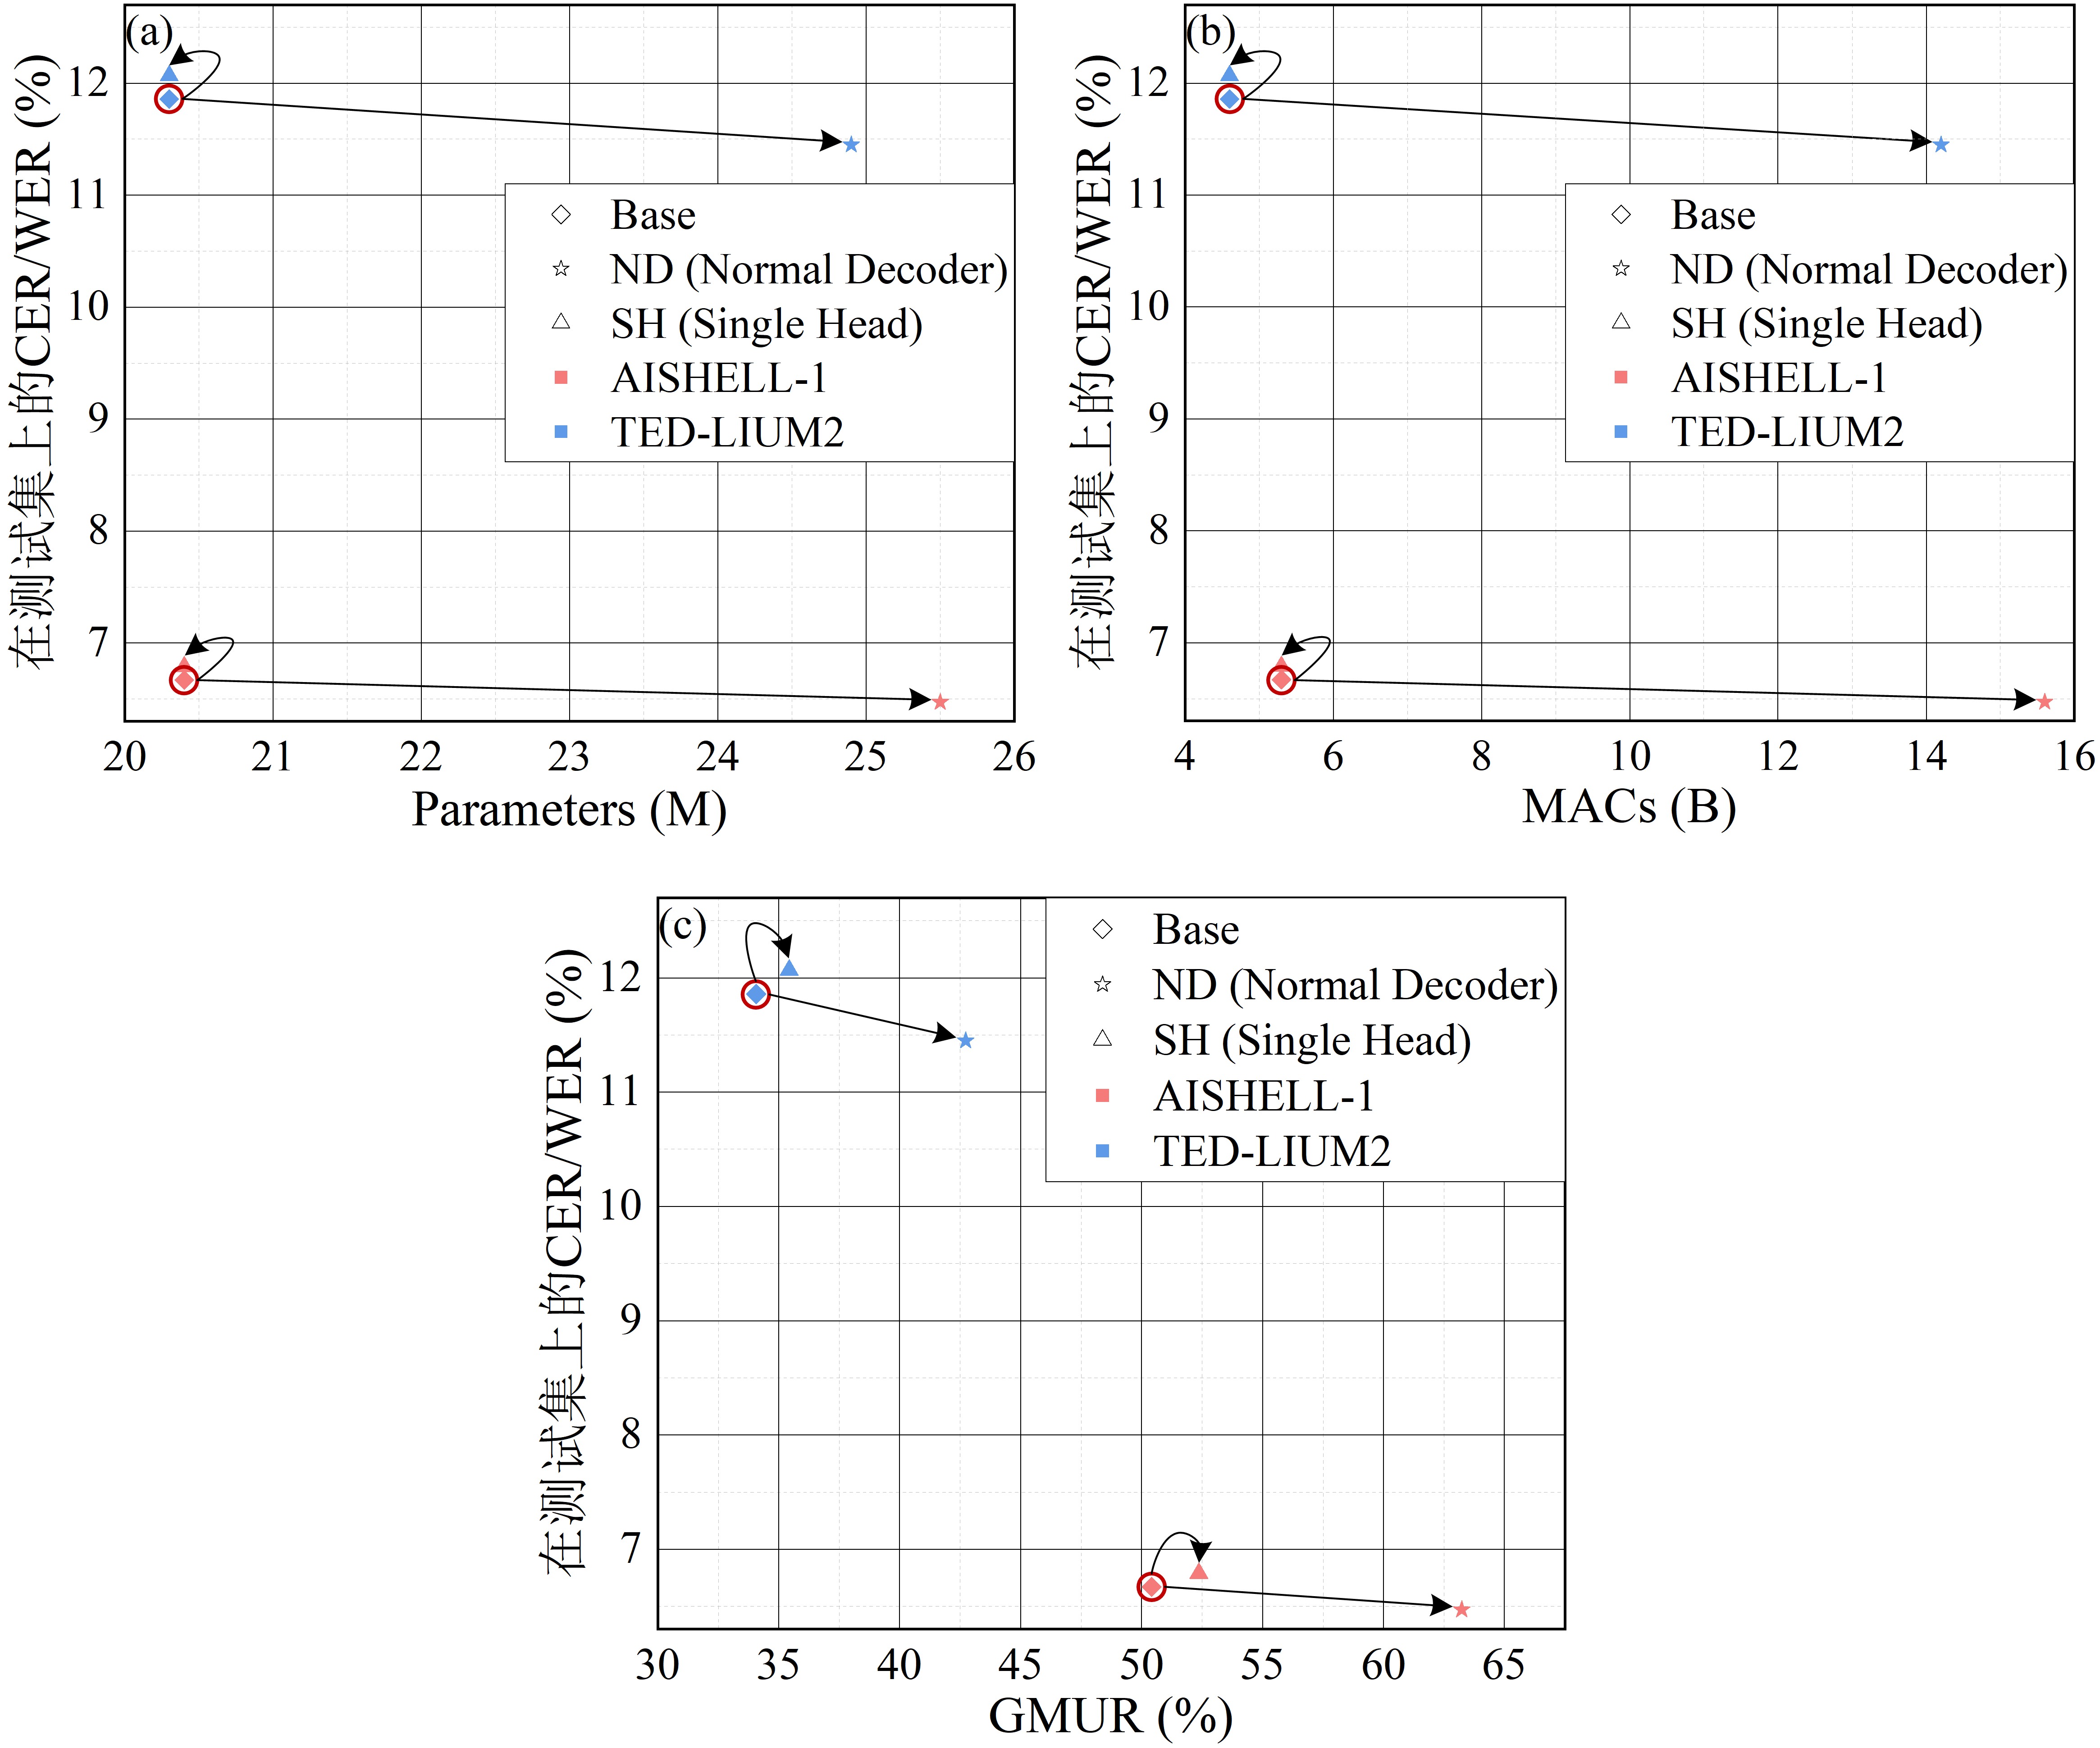 (a)
在测试集上的CER/WER (%)
12
11
10
9
8
7
20 21 22 23 24 25 26
Parameters (M)
Base
ND (Normal Decoder)
SH (Single Head)
AISHELL-1
TED-LIUM2
(b)
在测试集上的CER/WER (%)
12
11
10
9
8
7
4 6 8 10 12 14 16
MACs (B)
Base
ND (Normal Decoder)
SH (Single Head)
AISHELL-1
TED-LIUM2
(c)
在测试集上的CER/WER (%)
12
11
10
9
8
7
30 35 40 45 50 55 60 65
GMUR (%)
Base
ND (Normal Decoder)
SH (Single Head)
AISHELL-1
TED-LIUM2